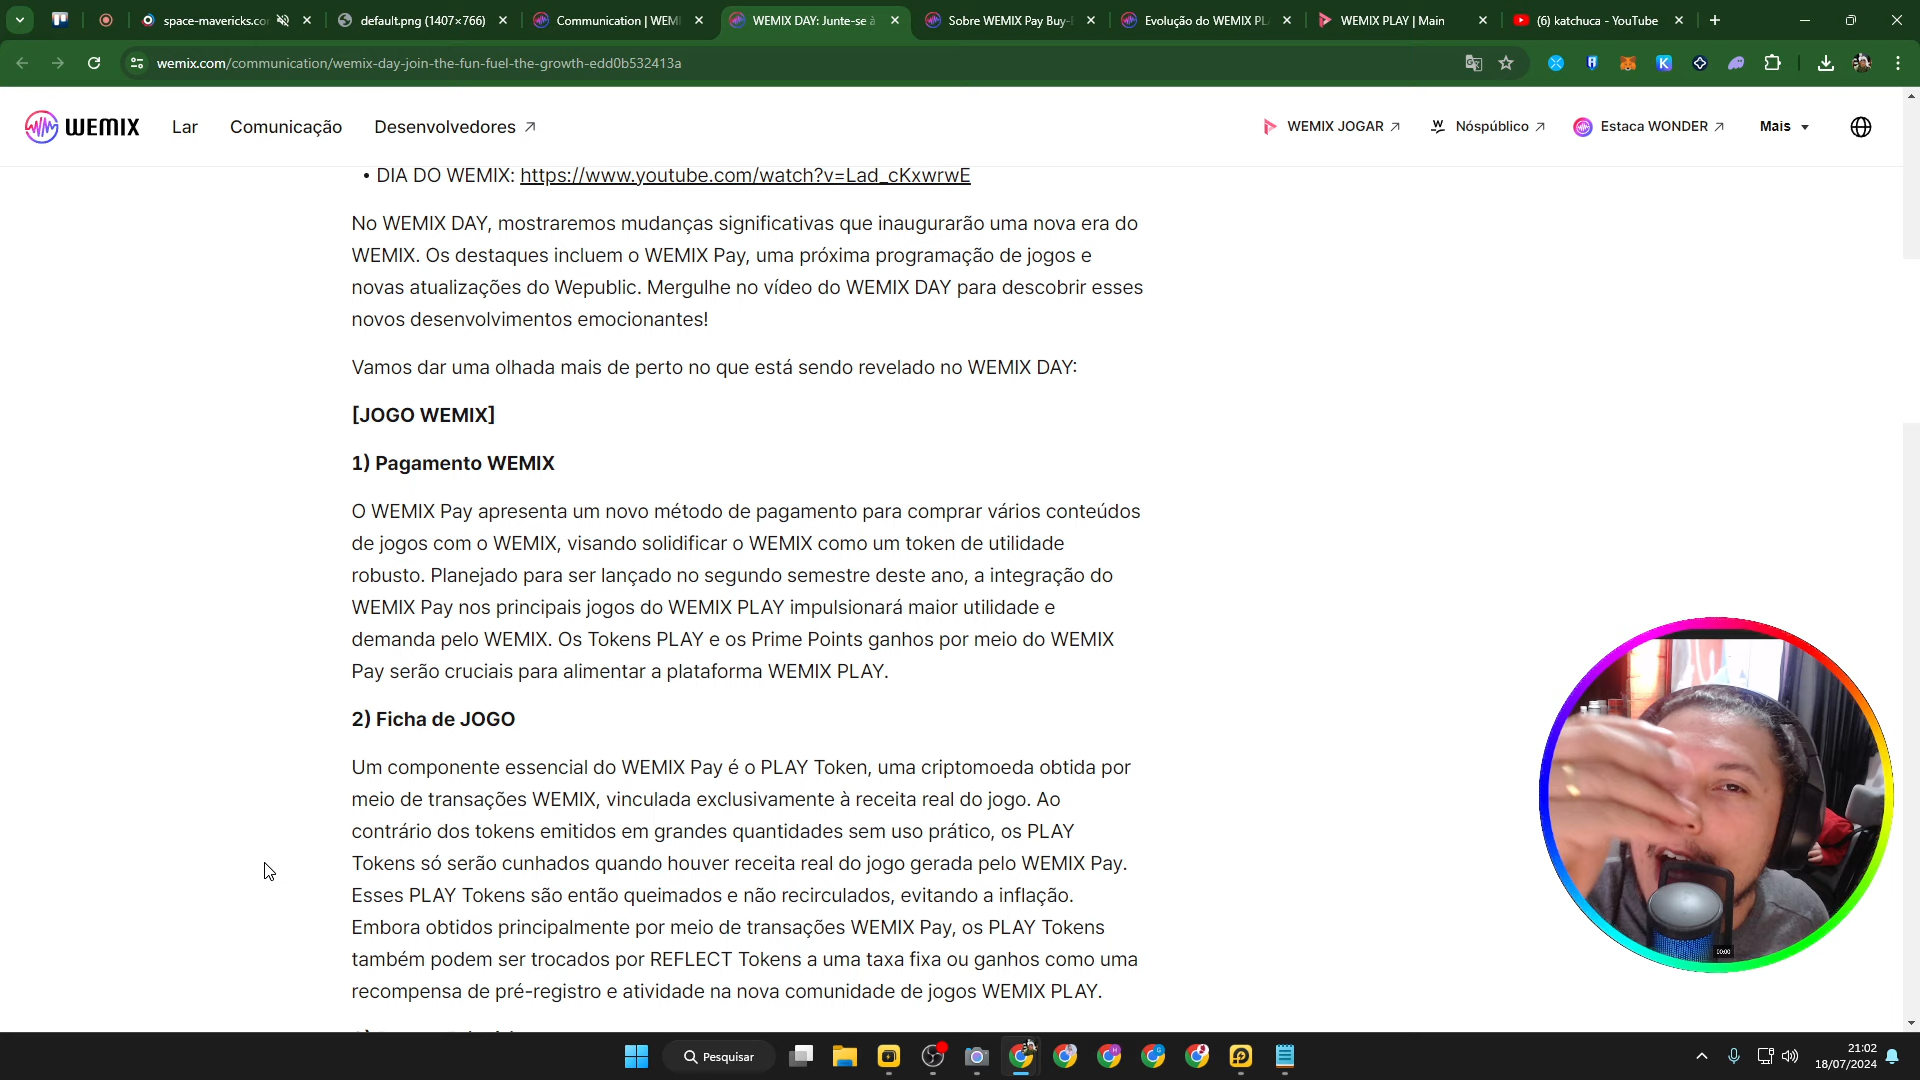 space-mavericks.co
default.png (1407×766)
Communication | WEMI
WEMIX DAY: Junte-se à
Sobre WEMIX Pay Buy-
Evolução do WEMIX PL
WEMIX PLAY | Main
(6) katchuca - YouTube
wemix.com/communication/wemix-day-join-the-fun-fuel-the-growth-edd0b532413a
WEMIX
Lar
Comunicação
Desenvolvedores ↗
WEMIX JOGAR ↗
Nóspúblico ↗
Estaca WONDER ↗
Mais
• DIA DO WEMIX: https://www.youtube.com/watch?v=Lad_cKxwrwE
No WEMIX DAY, mostraremos mudanças significativas que inaugurarão uma nova era do
WEMIX. Os destaques incluem o WEMIX Pay, uma próxima programação de jogos e
novas atualizações do Wepublic. Mergulhe no vídeo do WEMIX DAY para descobrir esses
novos desenvolvimentos emocionantes!
Vamos dar uma olhada mais de perto no que está sendo revelado no WEMIX DAY:
[JOGO WEMIX]
1) Pagamento WEMIX
O WEMIX Pay apresenta um novo método de pagamento para comprar vários conteúdos
de jogos com o WEMIX, visando solidificar o WEMIX como um token de utilidade
robusto. Planejado para ser lançado no segundo semestre deste ano, a integração do
WEMIX Pay nos principais jogos do WEMIX PLAY impulsionará maior utilidade e
demanda pelo WEMIX. Os Tokens PLAY e os Prime Points ganhos por meio do WEMIX
Pay serão cruciais para alimentar a plataforma WEMIX PLAY.
2) Ficha de JOGO
Um componente essencial do WEMIX Pay é o PLAY Token, uma criptomoeda obtida por
meio de transações WEMIX, vinculada exclusivamente à receita real do jogo. Ao
contrário dos tokens emitidos em grandes quantidades sem uso prático, os PLAY
Tokens só serão cunhados quando houver receita real do jogo gerada pelo WEMIX Pay.
Esses PLAY Tokens são então queimados e não recirculados, evitando a inflação.
Embora obtidos principalmente por meio de transações WEMIX Pay, os PLAY Tokens
também podem ser trocados por REFLECT Tokens a uma taxa fixa ou ganhos como uma
recompensa de pré-registro e atividade na nova comunidade de jogos WEMIX PLAY.
00:00
Pesquisar
21:02
18/07/2024